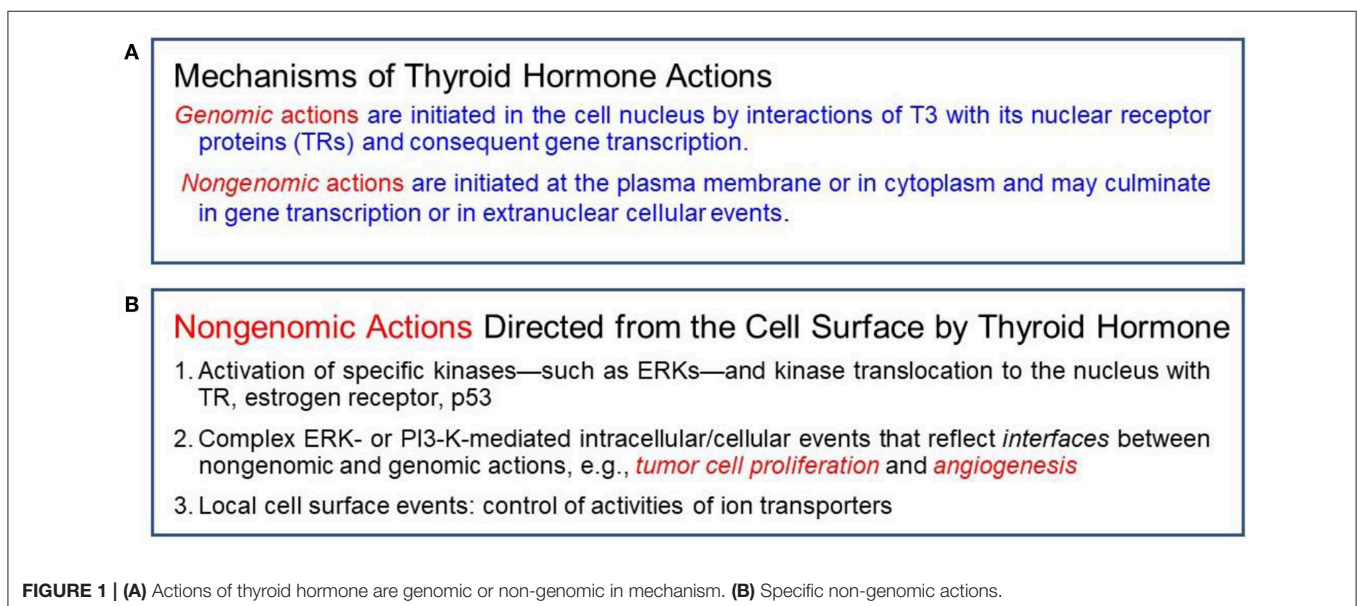 A
Mechanisms of Thyroid Hormone Actions
Genomic actions are initiated in the cell nucleus by interactions of T3 with its nuclear receptor
proteins (TRs) and consequent gene transcription.
Nongenomic actions are initiated at the plasma membrane or in cytoplasm and may culminate
in gene transcription or in extranuclear cellular events.
B
Nongenomic Actions Directed from the Cell Surface by Thyroid Hormone
1. Activation of specific kinases—such as ERKs—and kinase translocation to the nucleus with
TR, estrogen receptor, p53
2. Complex ERK- or PI3-K-mediated intracellular/cellular events that reflect interfaces between
nongenomic and genomic actions, e.g., tumor cell proliferation and angiogenesis
3. Local cell surface events: control of activities of ion transporters
FIGURE 1 | (A) Actions of thyroid hormone are genomic or non-genomic in mechanism. (B) Specific non-genomic actions.